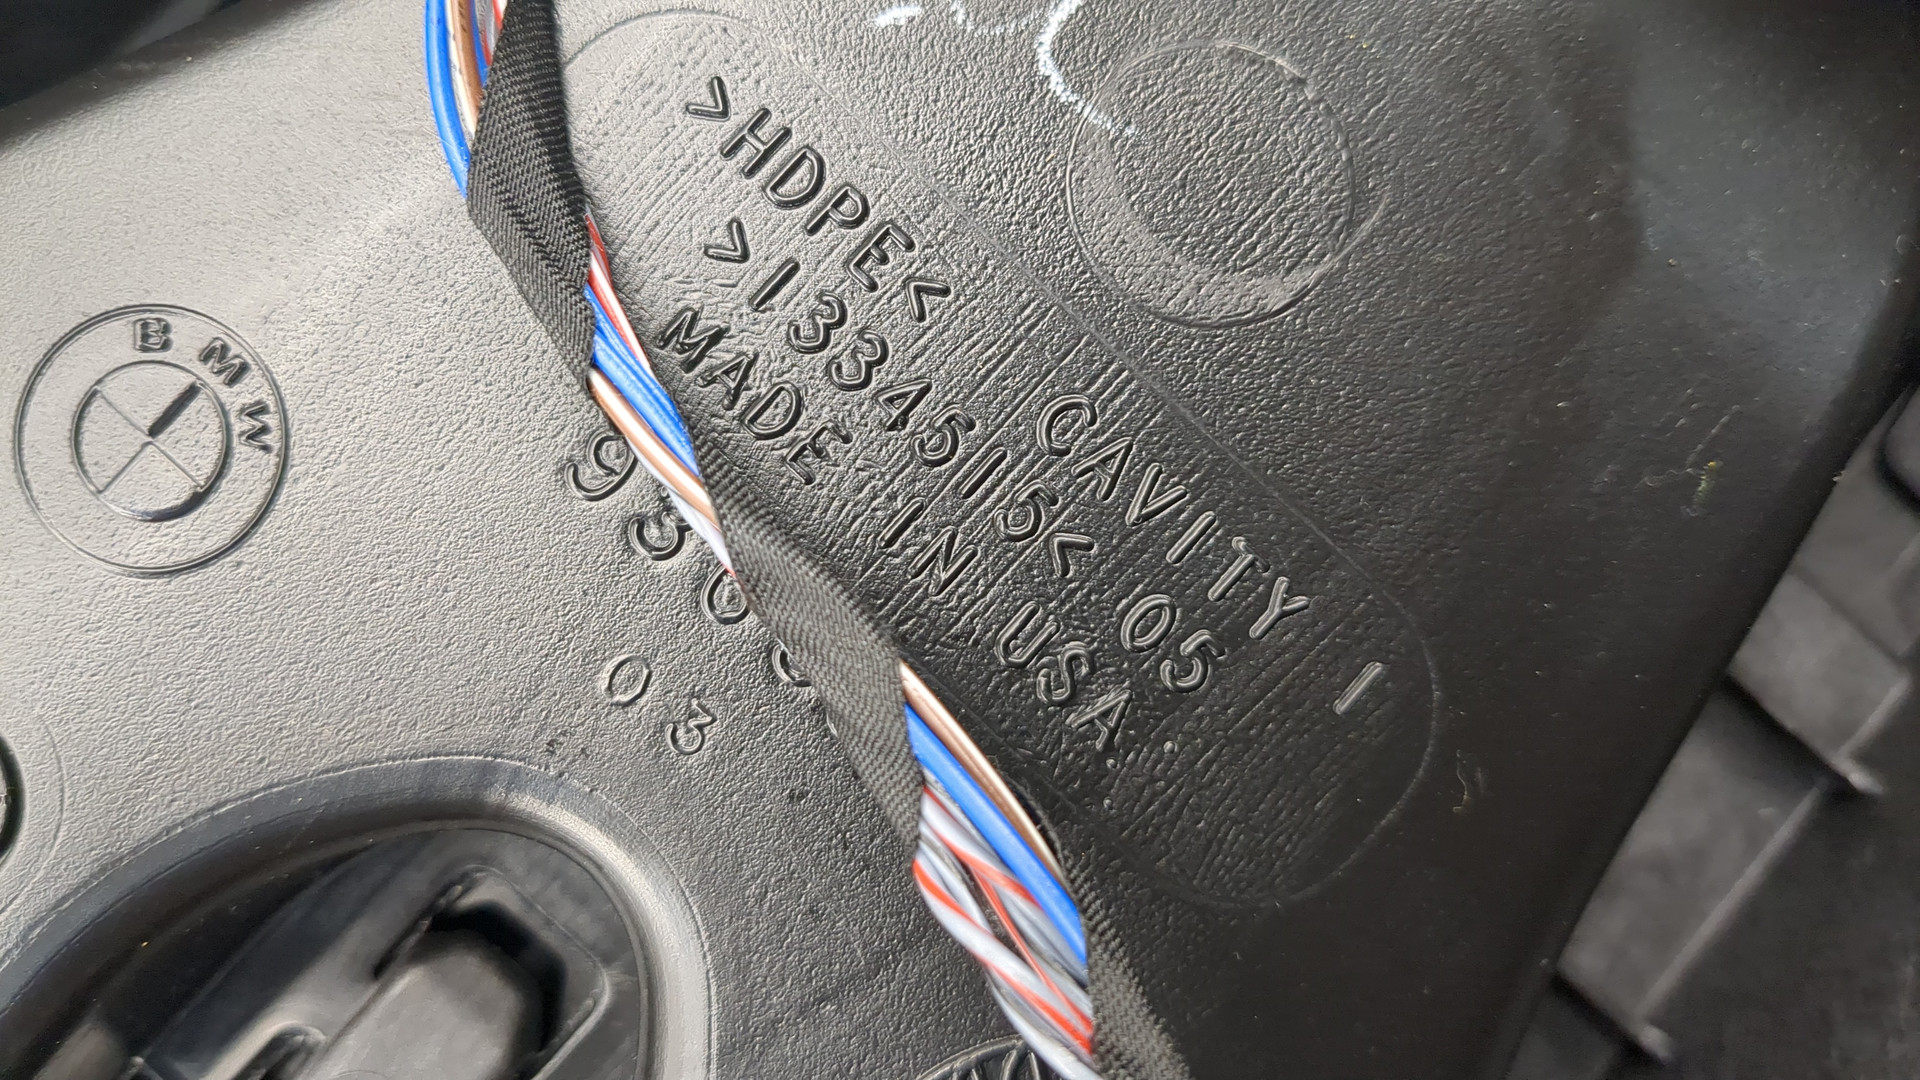 BMW
>HDPE<
CAVITY 1
>1334515< 05
MADE IN USA
03